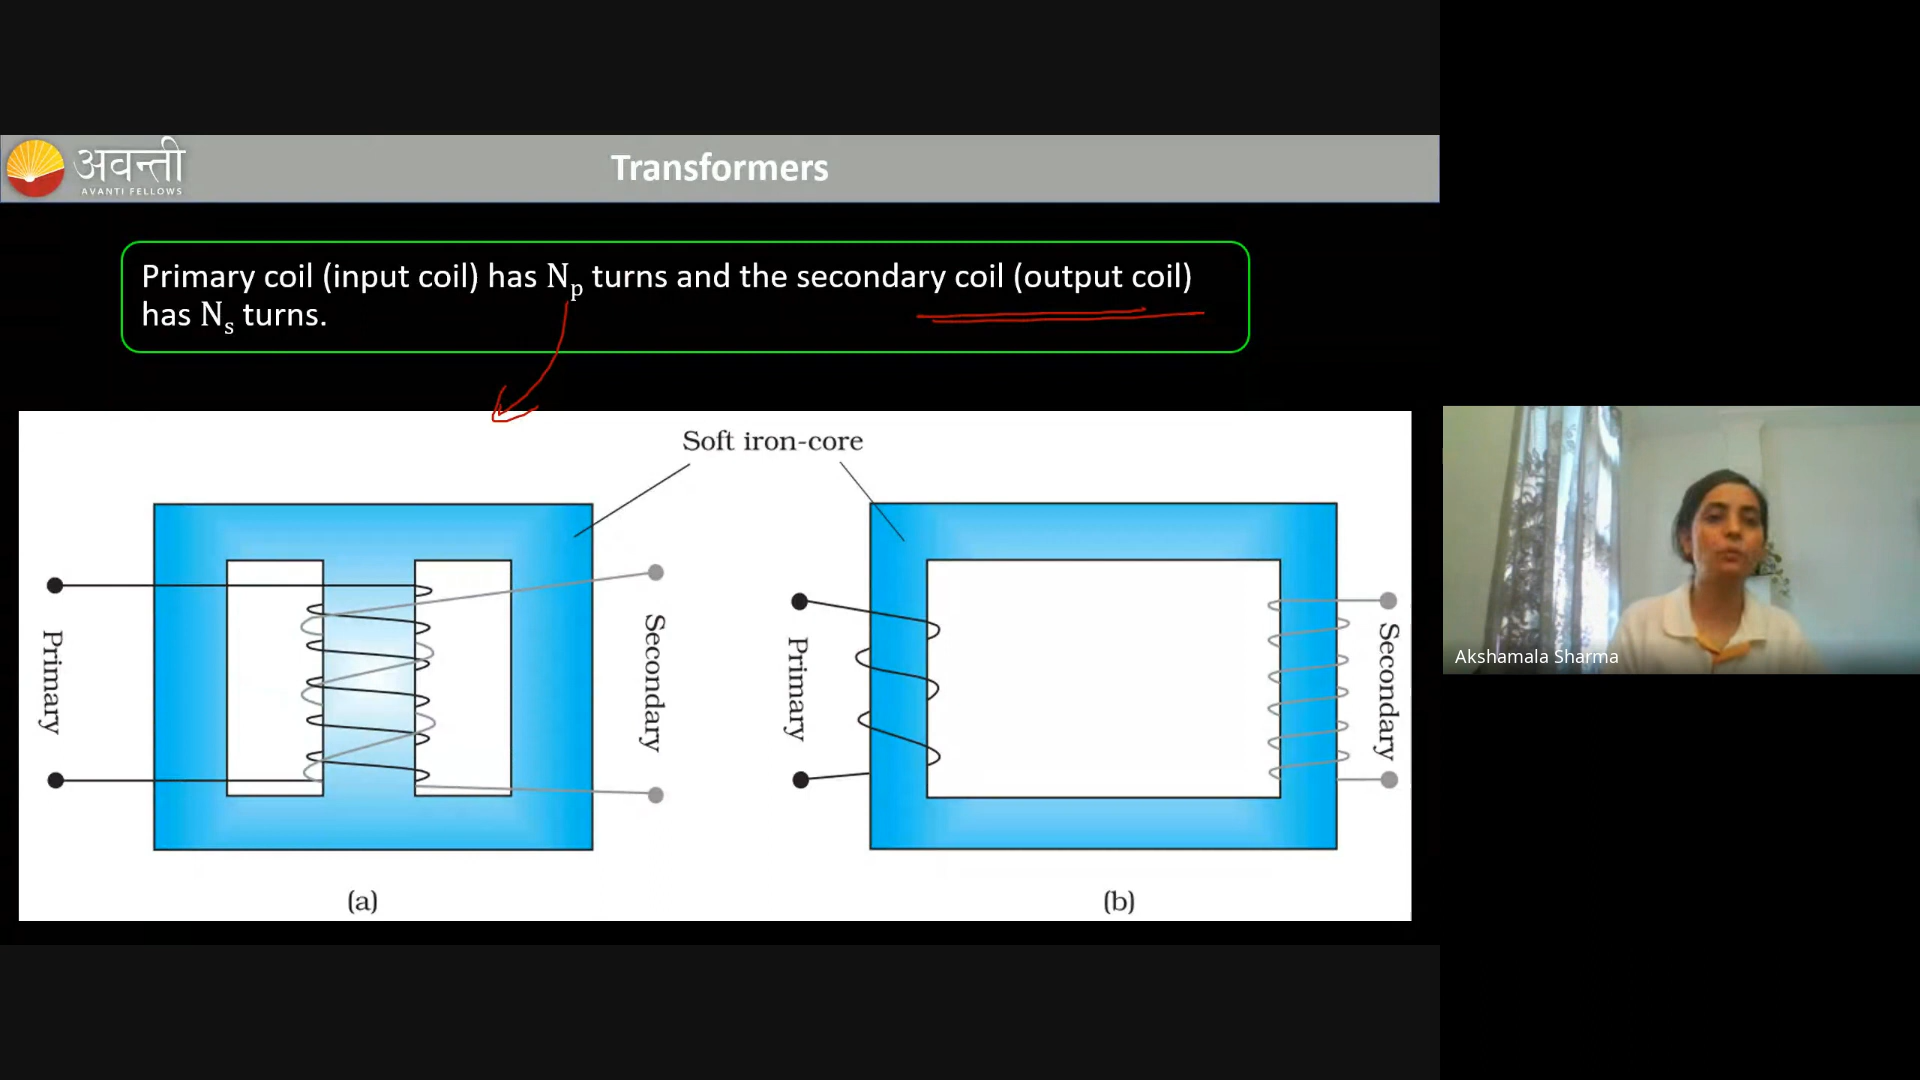 अवन्ती
AVANTI FELLOWS
Transformers
Primary coil (input coil) has Np turns and the secondary coil (output coil)
has Ns turns.
Soft iron-core
Primary
Secondary
Primary
Secondary
(a)
(b)
Akshamala Sharma